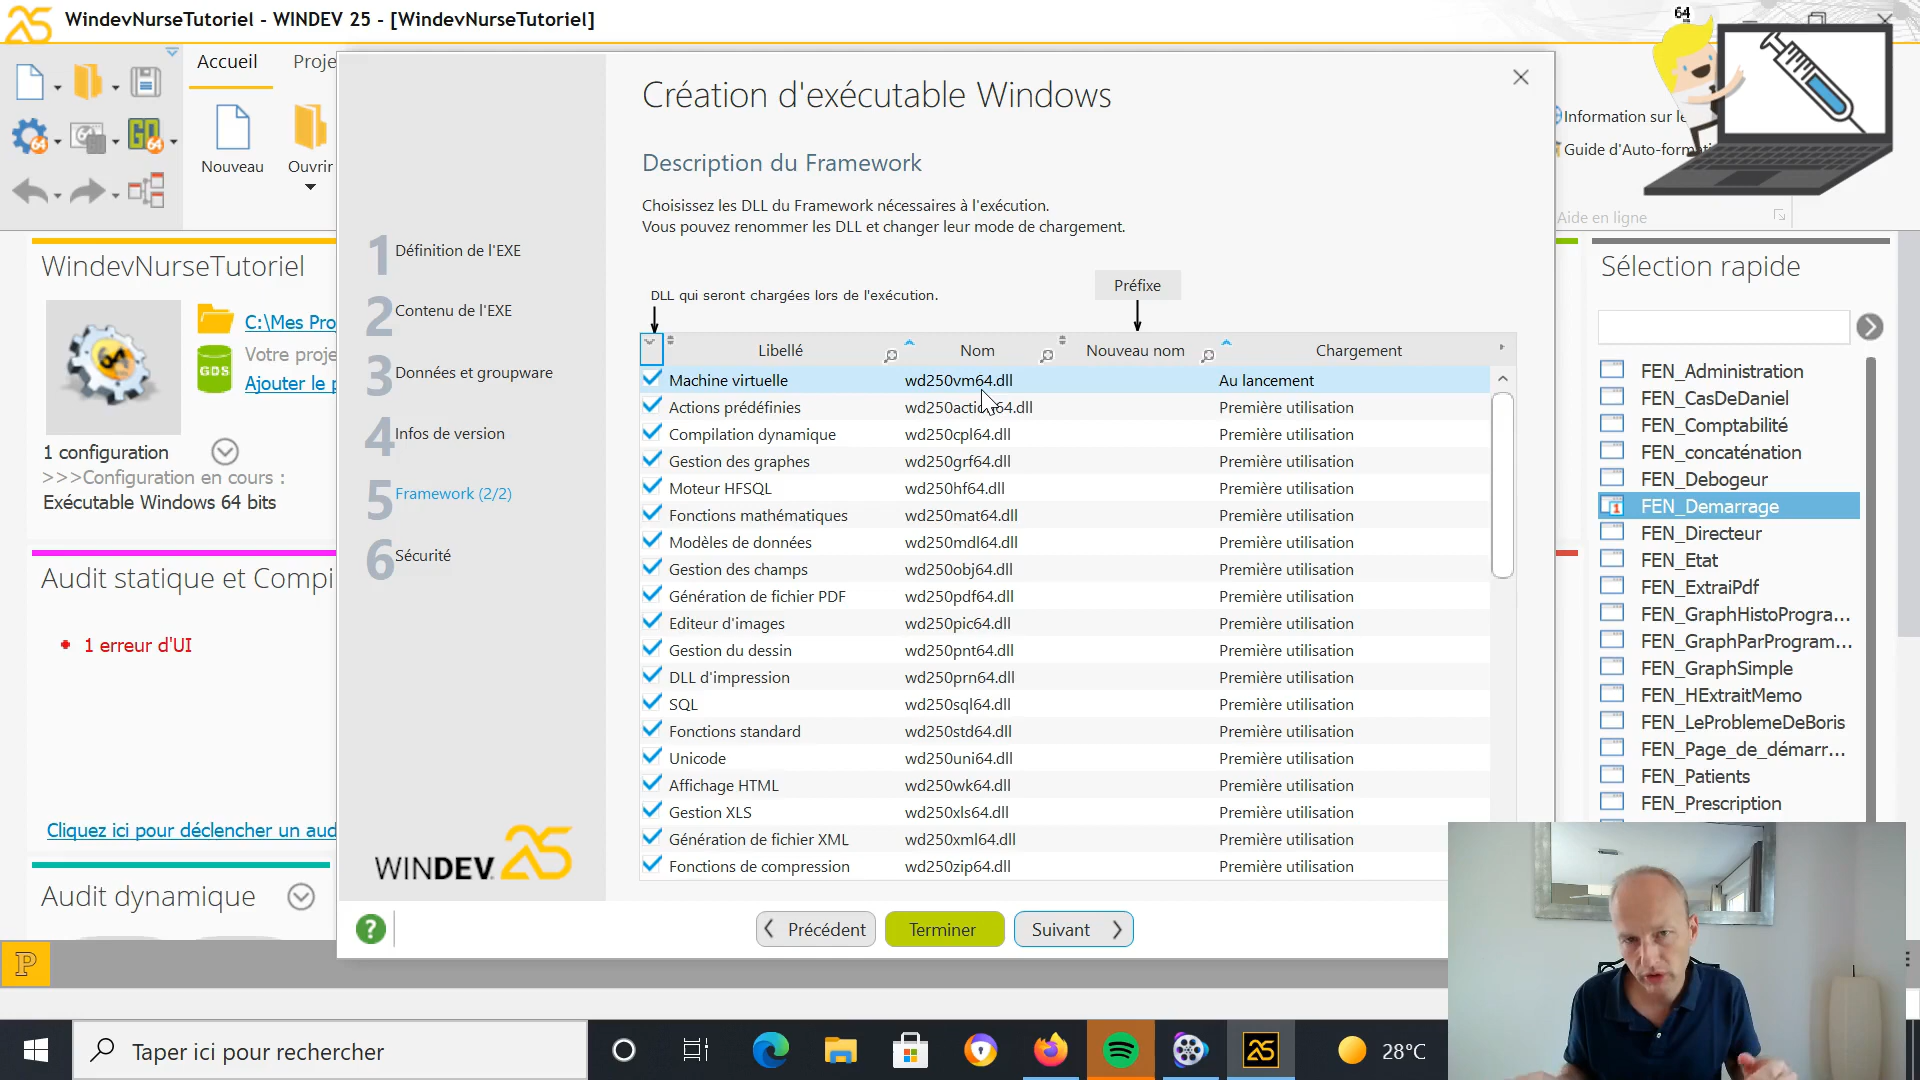 WindevNurseTutoriel - WINDEV 25 - [WindevNurseTutoriel]
64
Accueil
Proje
Nouveau
Ouvrir
Information sur le
Guide d'Auto-formati
Aide en ligne
WindevNurseTutoriel
C:\Mes Pro
Votre proje
Ajouter le p
1 configuration
>>>Configuration en cours :
Exécutable Windows 64 bits
Audit statique et Compi
1 erreur d'UI
Cliquez ici pour déclencher un aud
Audit dynamique
Création d'exécutable Windows
Description du Framework
Choisissez les DLL du Framework nécessaires à l'exécution.
Vous pouvez renommer les DLL et changer leur mode de chargement.
1 Définition de l'EXE
2 Contenu de l'EXE
3 Données et groupware
4 Infos de version
5 Framework (2/2)
6 Sécurité
WINDEV 25
DLL qui seront chargées lors de l'exécution.
Préfixe
Libellé Nom Nouveau nom Chargement
Machine virtuelle wd250vm64.dll Au lancement
Actions prédéfinies wd250action64.dll Première utilisation
Compilation dynamique wd250cpl64.dll Première utilisation
Gestion des graphes wd250grf64.dll Première utilisation
Moteur HFSQL wd250hf64.dll Première utilisation
Fonctions mathématiques wd250mat64.dll Première utilisation
Modèles de données wd250mdl64.dll Première utilisation
Gestion des champs wd250obj64.dll Première utilisation
Génération de fichier PDF wd250pdf64.dll Première utilisation
Editeur d'images wd250pic64.dll Première utilisation
Gestion du dessin wd250pnt64.dll Première utilisation
DLL d'impression wd250prn64.dll Première utilisation
SQL wd250sql64.dll Première utilisation
Fonctions standard wd250std64.dll Première utilisation
Unicode wd250uni64.dll Première utilisation
Affichage HTML wd250wk64.dll Première utilisation
Gestion XLS wd250xls64.dll Première utilisation
Génération de fichier XML wd250xml64.dll Première utilisation
Fonctions de compression wd250zip64.dll Première utilisation
Précédent
Terminer
Suivant
Sélection rapide
FEN_Administration
FEN_CasDeDaniel
FEN_Comptabilité
FEN_concaténation
FEN_Debogeur
FEN_Demarrage
FEN_Directeur
FEN_Etat
FEN_ExtraiPdf
FEN_GraphHistoProgra...
FEN_GraphParProgram...
FEN_GraphSimple
FEN_HExtraitMemo
FEN_LeProblemeDeBoris
FEN_Page_de_démarr...
FEN_Patients
FEN_Prescription
Taper ici pour rechercher
28°C